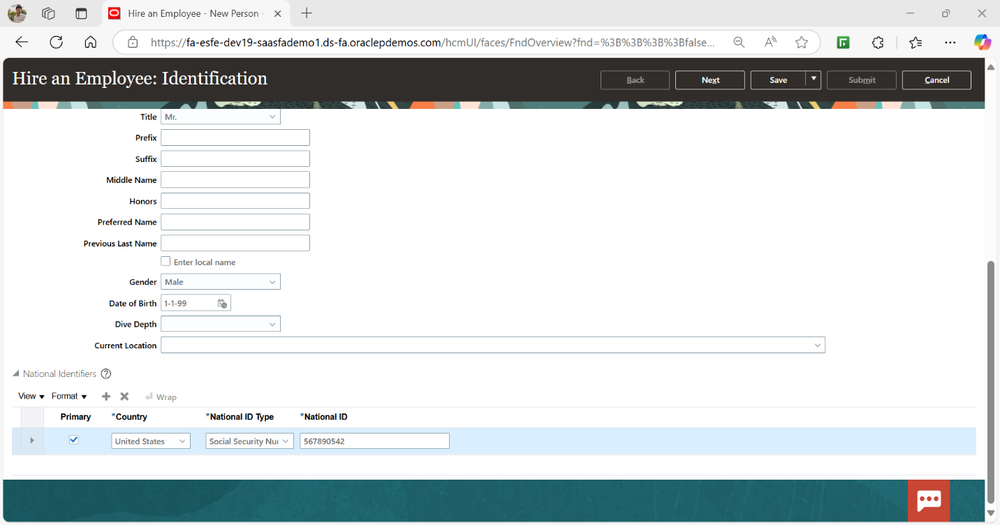 Hire an Employee - New Person -
https://fa-esfe-dev19-saasfademo1.ds-fa.oraclepdemos.com/hcmUI/faces/FndOverview?fnd=%3B%3B%3B%3Bfalse...
Hire an Employee: Identification
Back Next Save Submit Cancel
Title Mr.
Prefix
Suffix
Middle Name
Honors
Preferred Name
Previous Last Name
Enter local name
Gender Male
Date of Birth 1-1-99
Dive Depth
Current Location
National Identifiers ?
View Format Wrap
Primary *Country *National ID Type *National ID
United States Social Security Nur 567890542